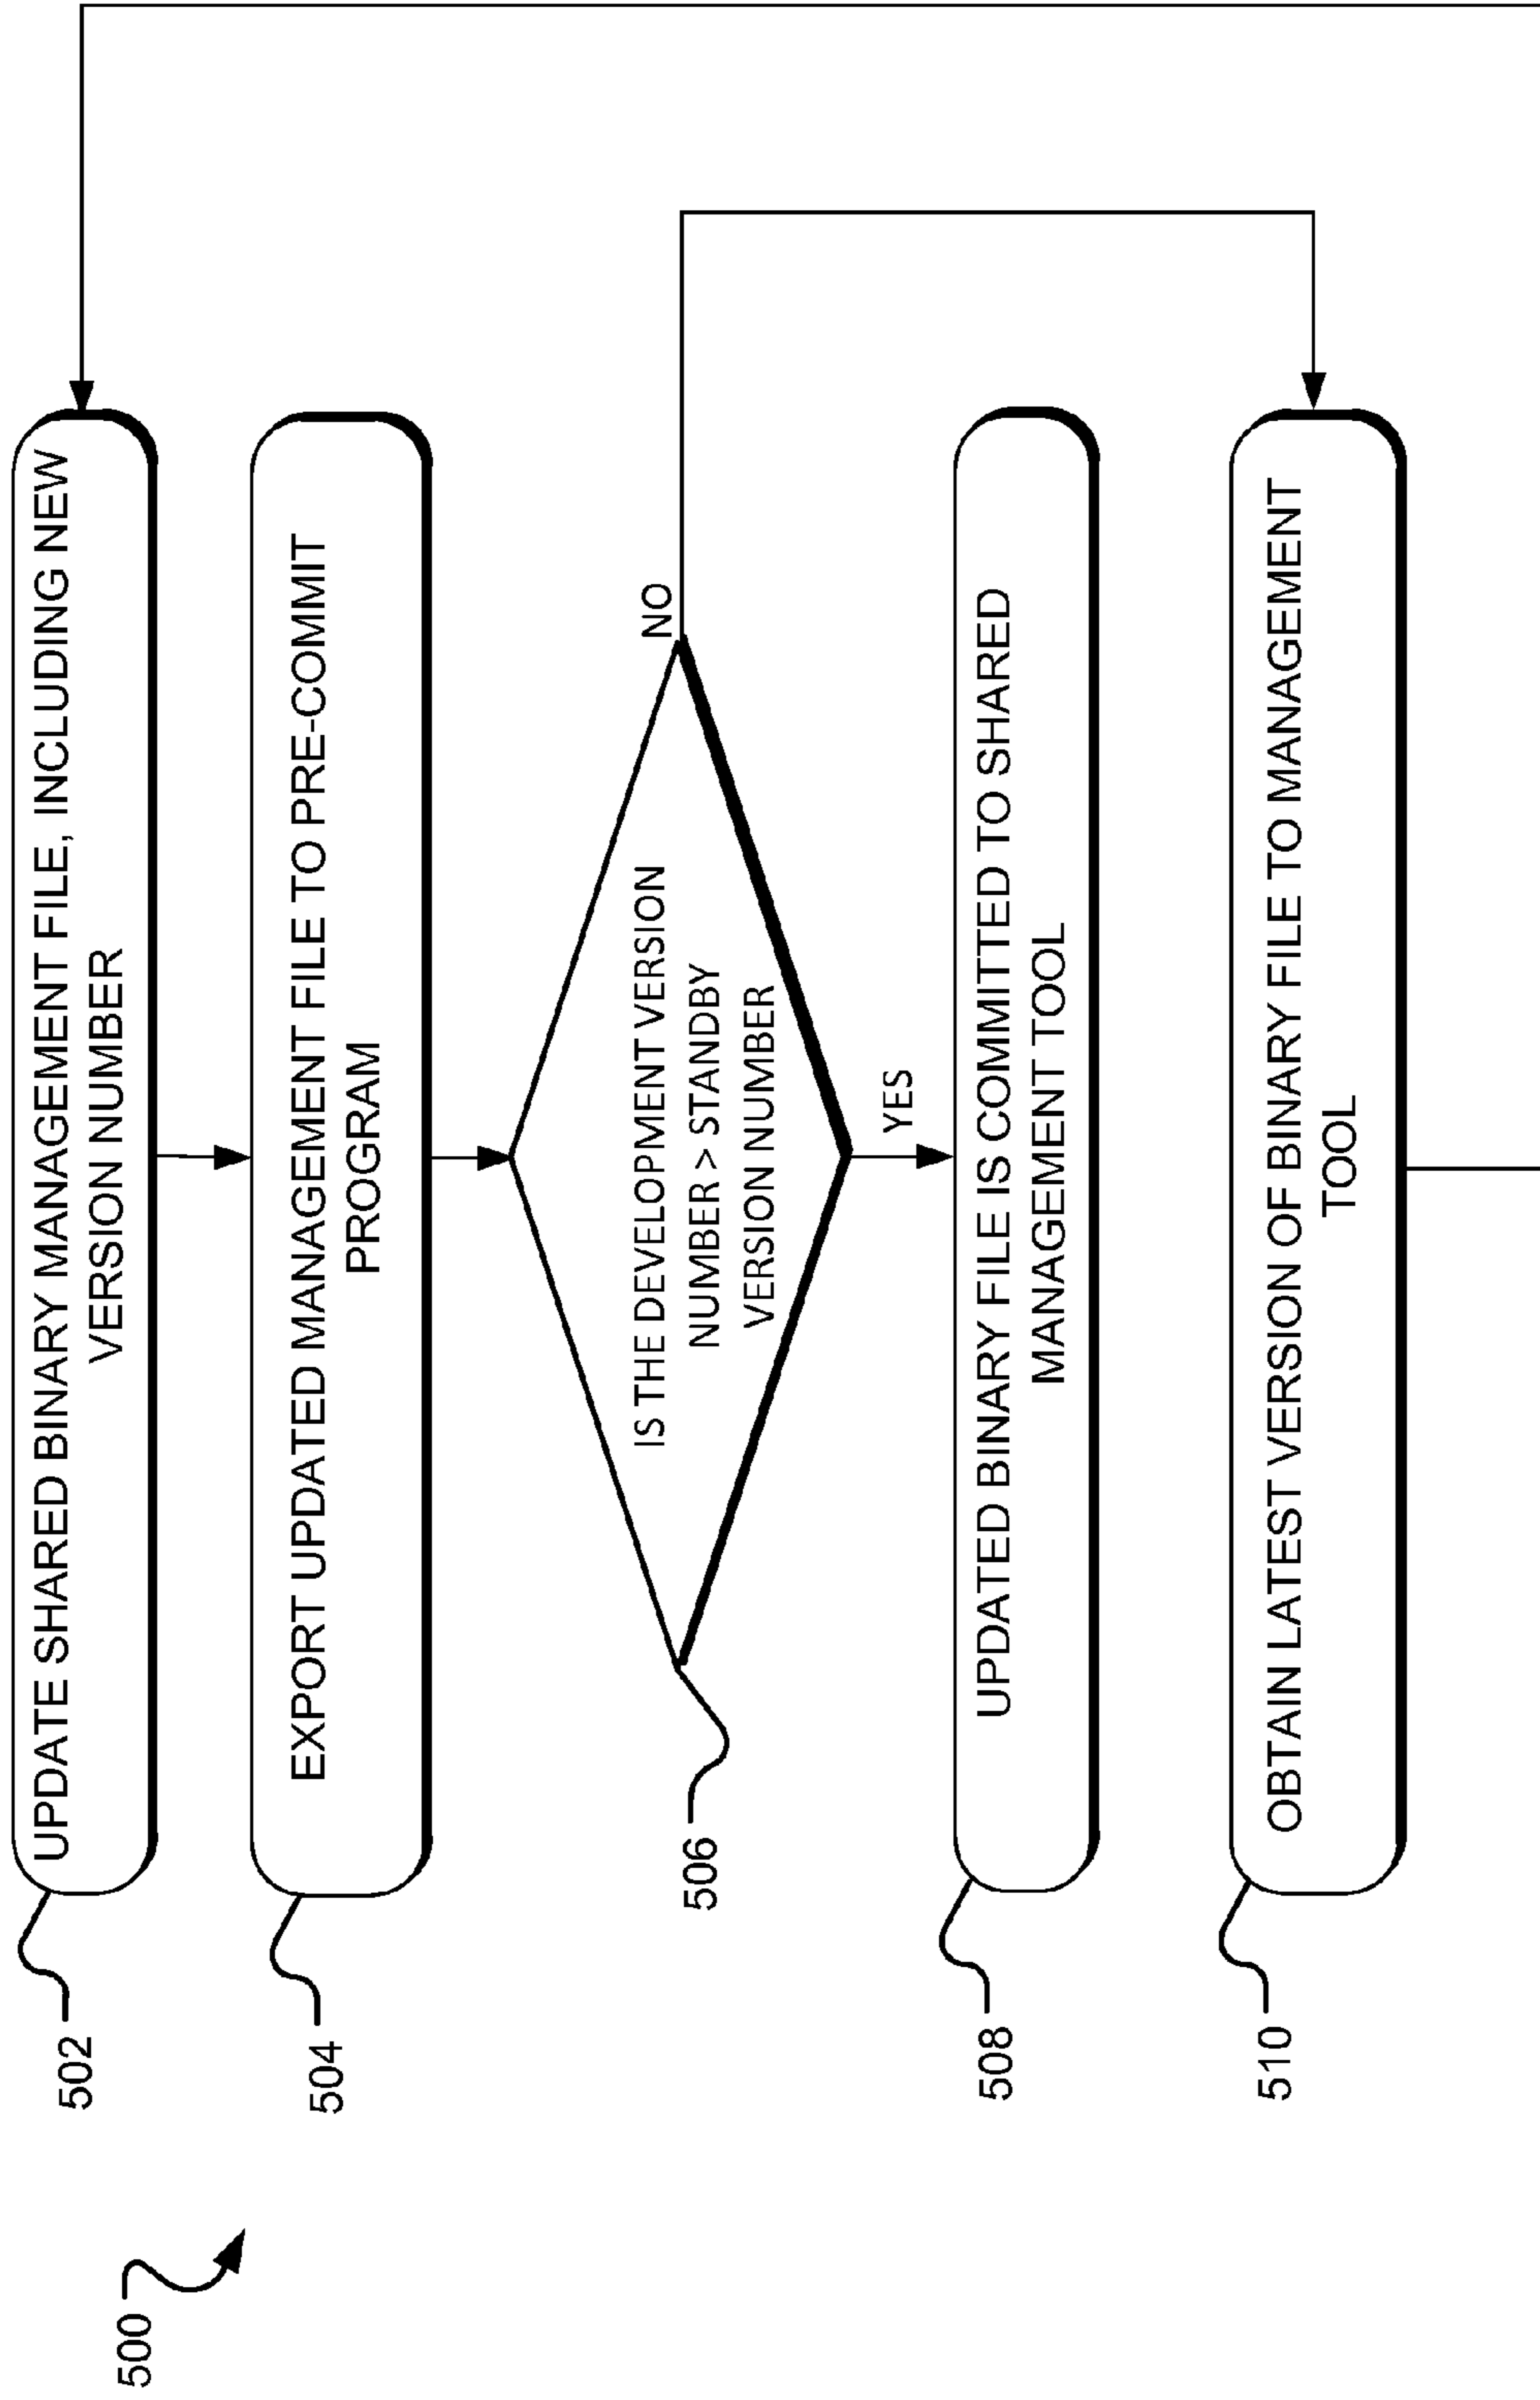 500
502
UPDATE SHARED BINARY MANAGEMENT FILE, INCLUDING NEW
VERSION NUMBER
504
EXPORT UPDATED MANAGEMENT FILE TO PRE-COMMIT
PROGRAM
506
IS THE DEVELOPMENT VERSION
NUMBER > STANDBY
VERSION NUMBER
NO
YES
508
UPDATED BINARY FILE IS COMMITTED TO SHARED
MANAGEMENT TOOL
510
OBTAIN LATEST VERSION OF BINARY FILE TO MANAGEMENT
TOOL